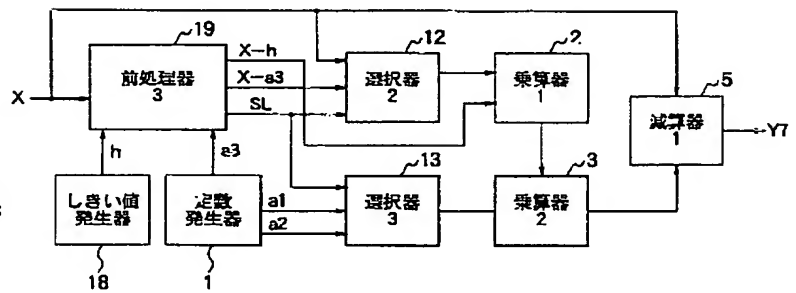 19
X-h
12
2
前処理器
3
X-a3
選択器
2
乗算器
1
5
X
SL
減算器
1
Y7
h
a3
13
3
しきい値
発生器
定数
発生器
a1
a2
選択器
3
乗算器
2
18
1